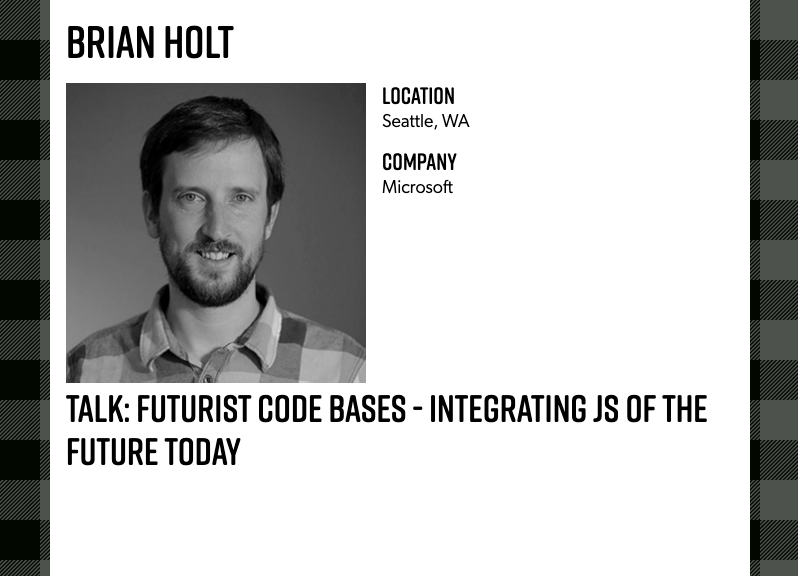 BRIAN HOLT
LOCATION
Seattle, WA
COMPANY
Microsoft
TALK: FUTURIST CODE BASES - INTEGRATING JS OF THE
FUTURE TODAY